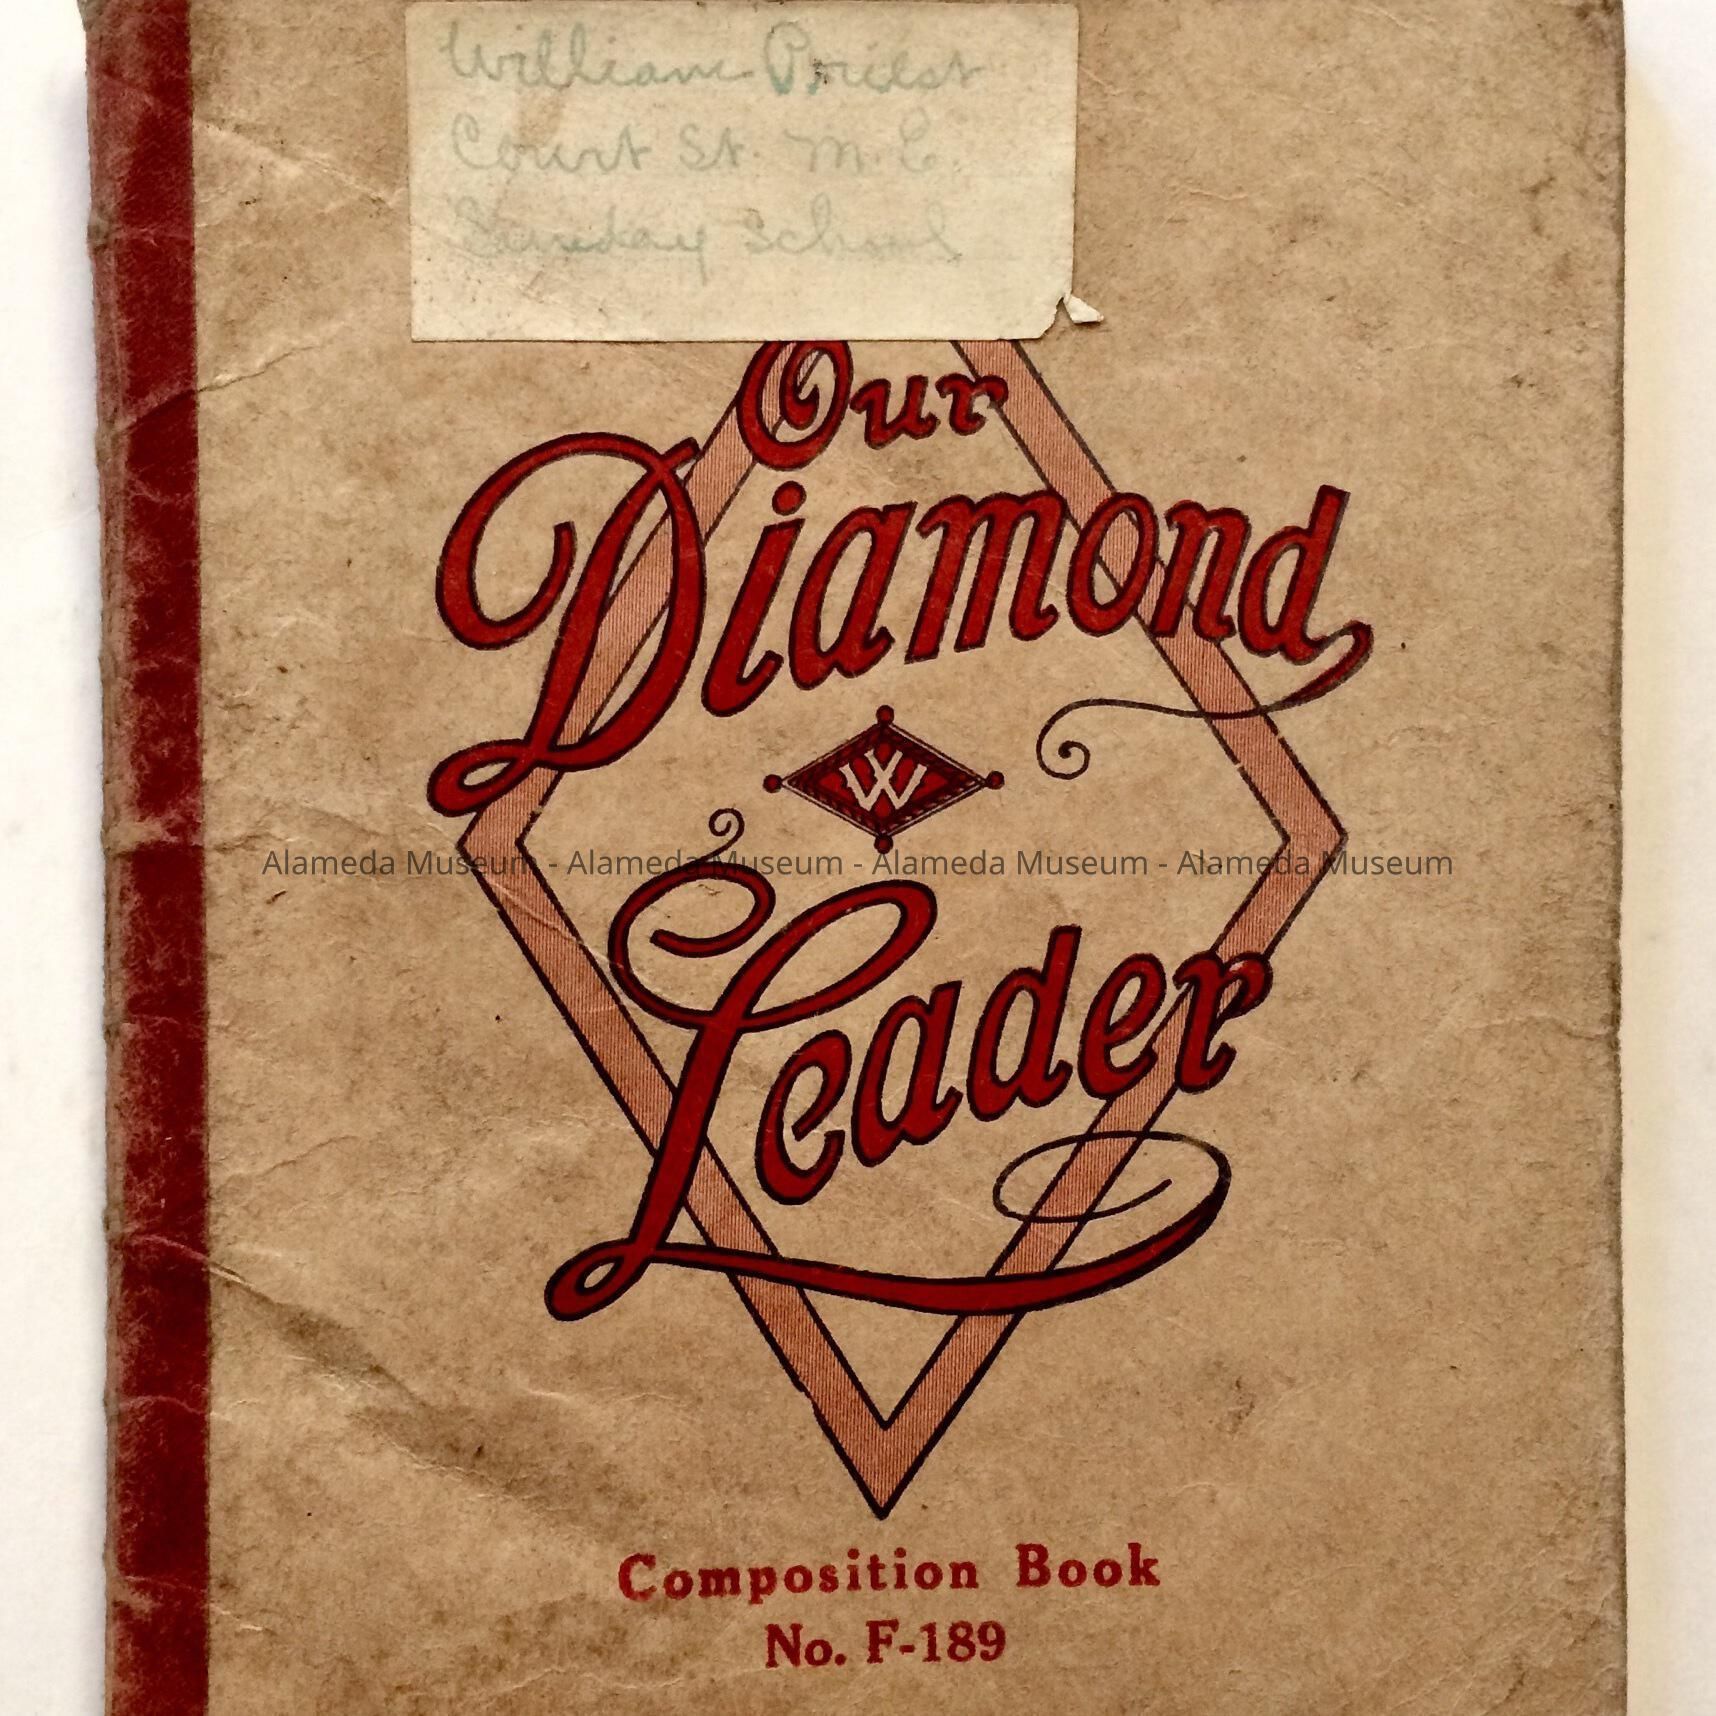 William Priest
Court St. M. E.
Sunday School
Our
Diamond
W
Alameda Museum - Alameda Museum - Alameda Museum - Alameda Museum
Leader
Composition Book
No. F-189